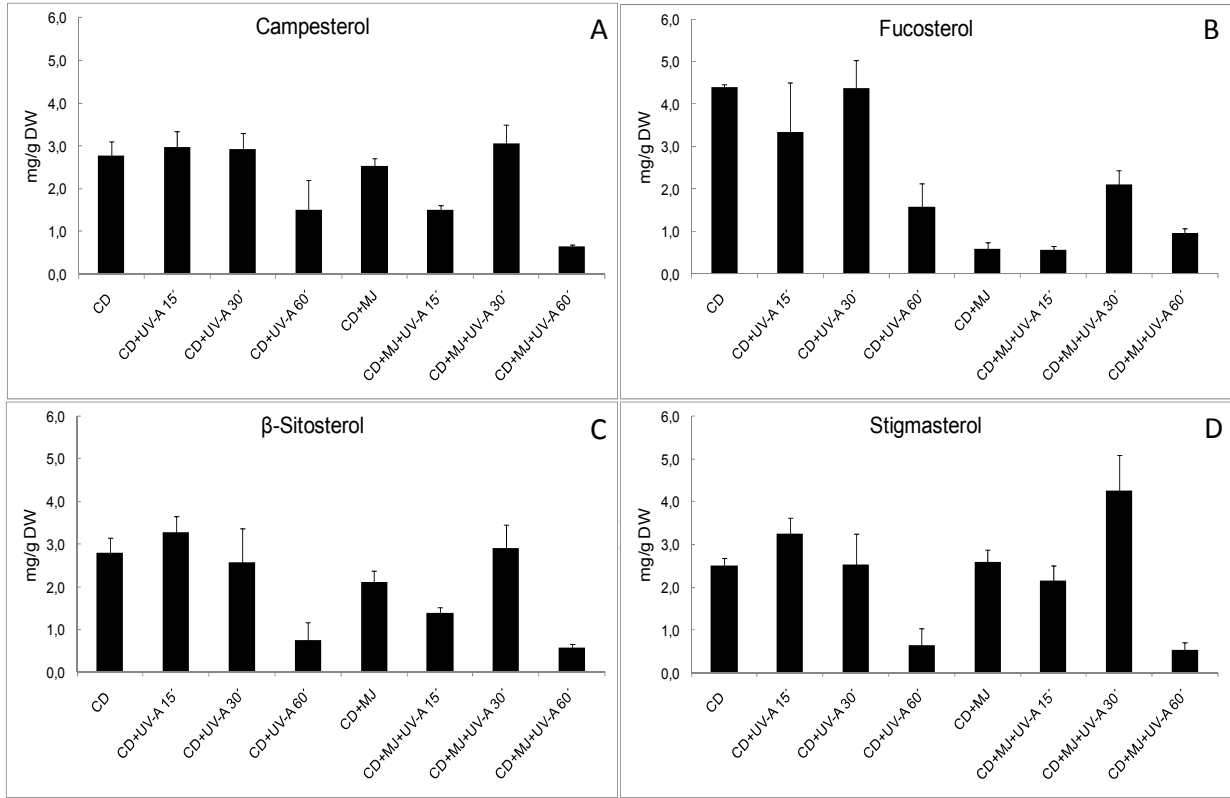 Campesterol
A
mg/g DW
6,0
5,0
4,0
3,0
2,0
1,0
0,0
CD
CD+UV-A 15´
CD+UV-A 30´
CD+UV-A 60´
CD+MJ
CD+MJ+UV-A 15´
CD+MJ+UV-A 30´
CD+MJ+UV-A 60´
Fucosterol
B
mg/g DW
6,0
5,0
4,0
3,0
2,0
1,0
0,0
CD
CD+UV-A 15´
CD+UV-A 30´
CD+UV-A 60´
CD+MJ
CD+MJ+UV-A 15´
CD+MJ+UV-A 30´
CD+MJ+UV-A 60´
β-Sitosterol
C
mg/g DW
6,0
5,0
4,0
3,0
2,0
1,0
0,0
CD
CD+UV-A 15´
CD+UV-A 30´
CD+UV-A 60´
CD+MJ
CD+MJ+UV-A 15´
CD+MJ+UV-A 30´
CD+MJ+UV-A 60´
Stigmasterol
D
mg/g DW
6,0
5,0
4,0
3,0
2,0
1,0
0,0
CD
CD+UV-A 15´
CD+UV-A 30´
CD+UV-A 60´
CD+MJ
CD+MJ+UV-A 15´
CD+MJ+UV-A 30´
CD+MJ+UV-A 60´